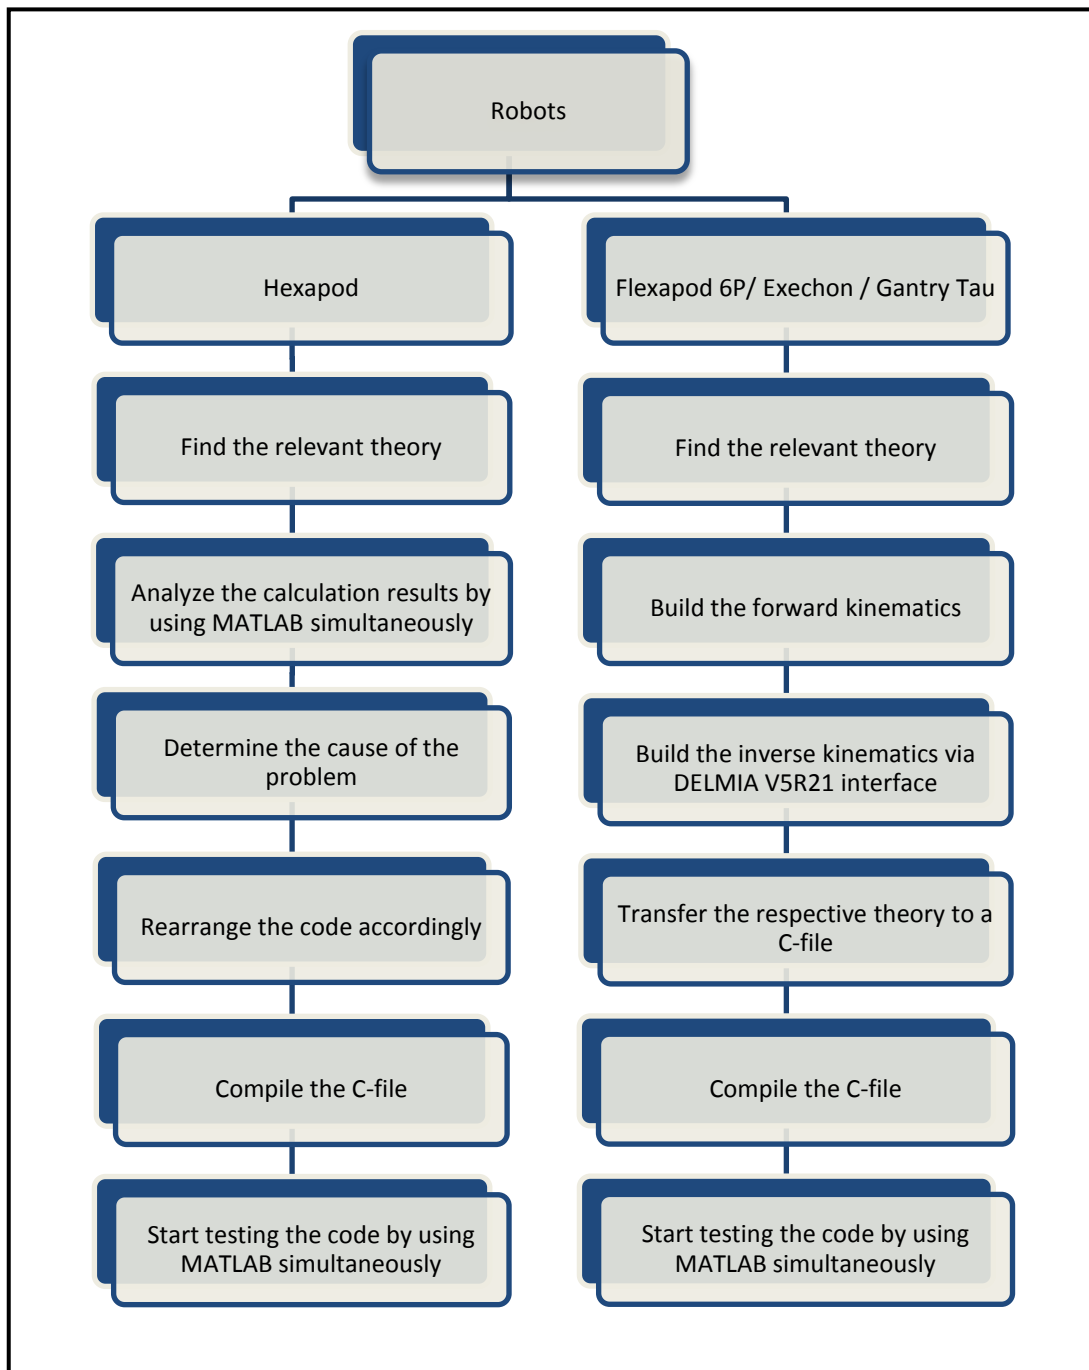 Robots
Hexapod
Flexapod 6P/ Exechon / Gantry Tau
Find the relevant theory
Find the relevant theory
Analyze the calculation results by
using MATLAB simultaneously
Build the forward kinematics
Determine the cause of the
problem
Build the inverse kinematics via
DELMIA V5R21 interface
Rearrange the code accordingly
Transfer the respective theory to a
C-file
Compile the C-file
Compile the C-file
Start testing the code by using
MATLAB simultaneously
Start testing the code by using
MATLAB simultaneously